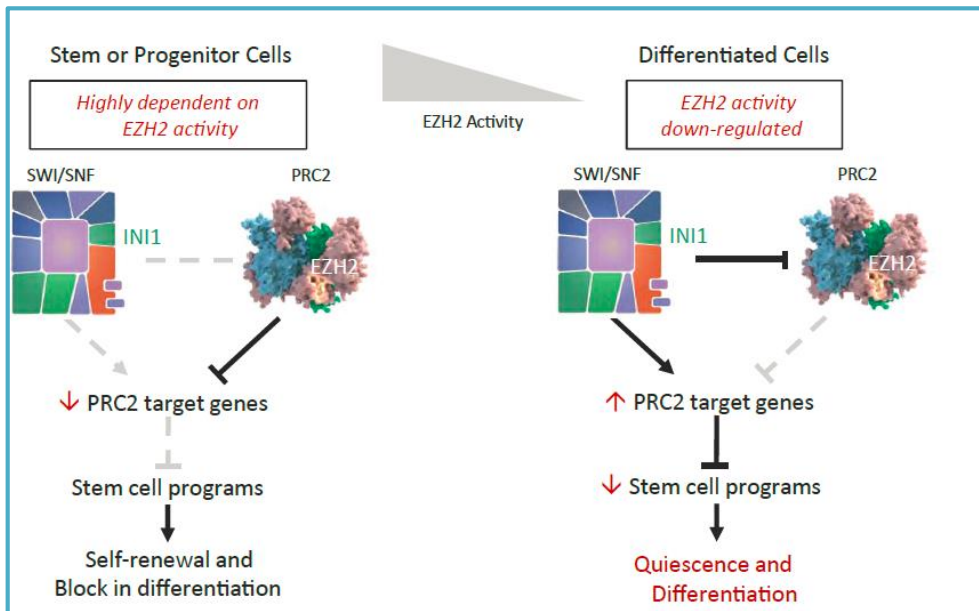 Stem or Progenitor Cells
Highly dependent on
EZH2 activity
SWI/SNF
PRC2
INI1
EZH2
↓ PRC2 target genes
Stem cell programs
Self-renewal and
Block in differentiation
EZH2 Activity
Differentiated Cells
EZH2 activity
down-regulated
SWI/SNF
PRC2
INI1
EZH2
↑ PRC2 target genes
↓ Stem cell programs
Quiescence and
Differentiation